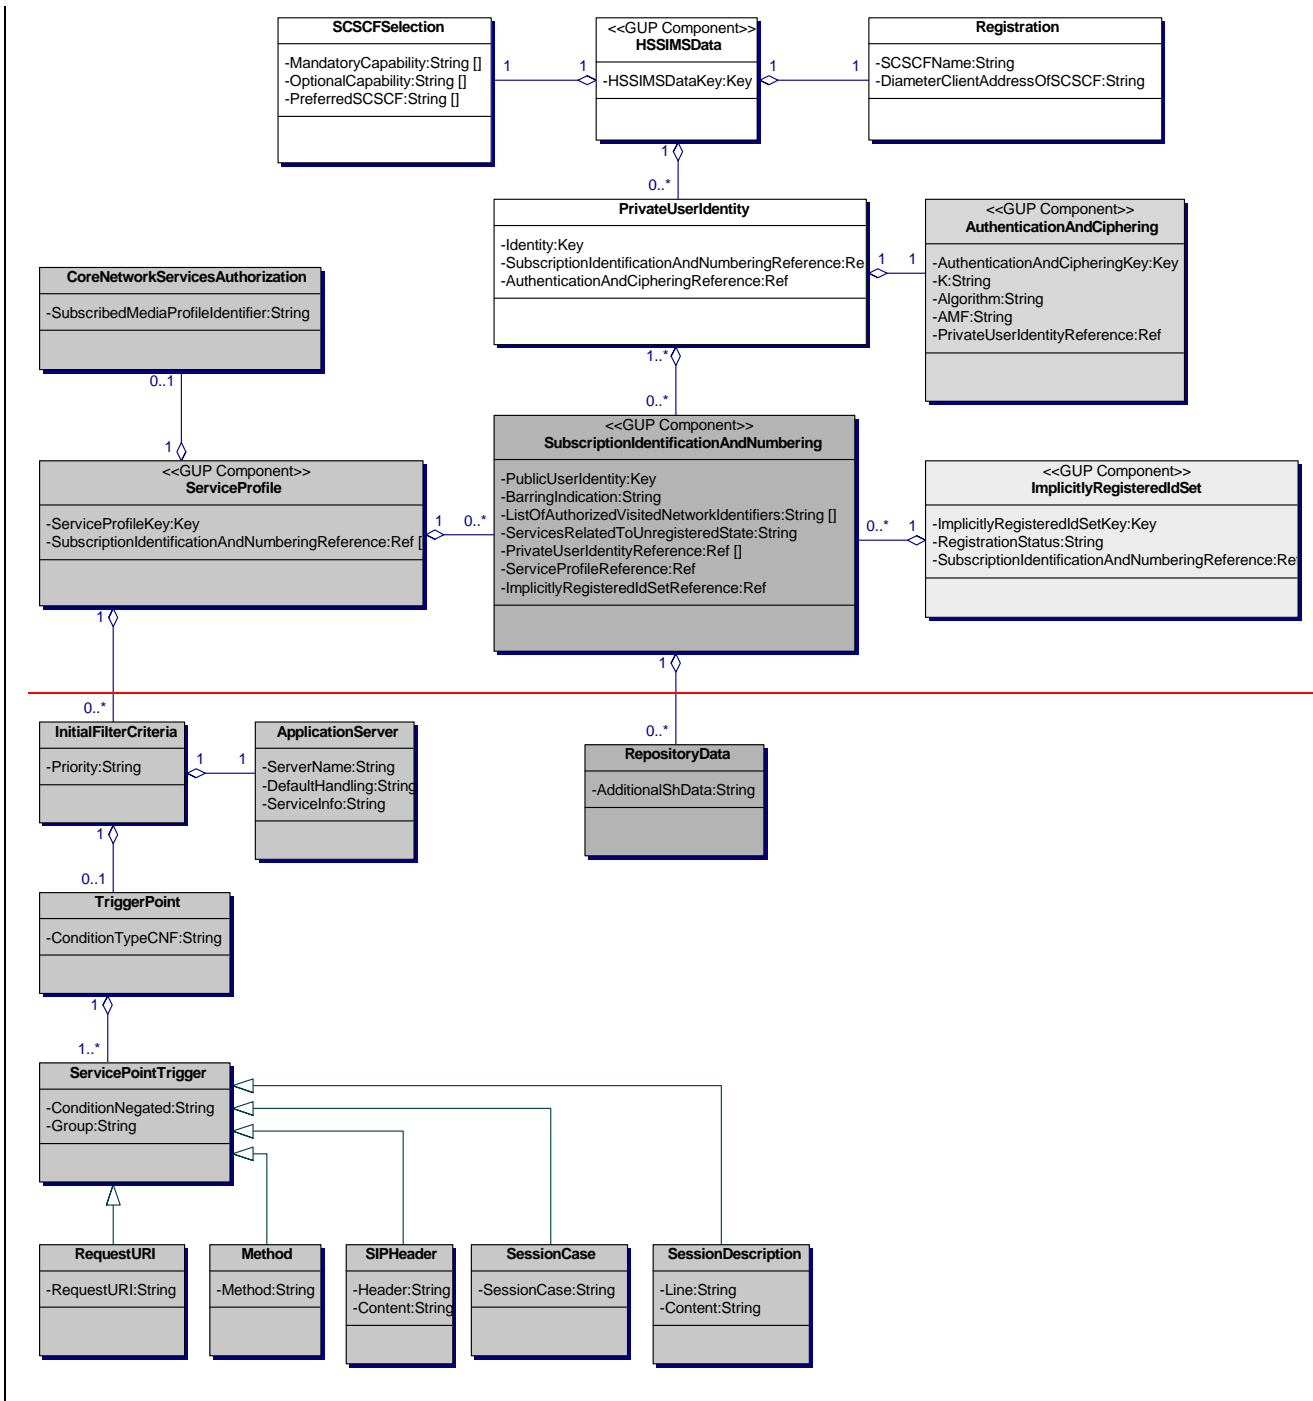 SCSCFSelection
-MandatoryCapability:String []
-OptionalCapability:String []
-PreferredSCSCF:String []
1
1
<<GUP Component>>
HSSIMSData
-HSSIMSDataKey:Key
1
1
Registration
-SCSCFName:String
-DiameterClientAddressOfSCSCF:String
1
0..*
PrivateUserIdentity
-Identity:Key
-SubscriptionIdentificationAndNumberingReference:Re
-AuthenticationAndCipheringReference:Ref
1
1
<<GUP Component>>
AuthenticationAndCiphering
-AuthenticationAndCipheringKey:Key
-K:String
-Algorithm:String
-AMF:String
-PrivateUserIdentityReference:Ref
CoreNetworkServicesAuthorization
-SubscribedMediaProfileIdentifier:String
0..1
1
1..*
0..*
<<GUP Component>>
ServiceProfile
-ServiceProfileKey:Key
-SubscriptionIdentificationAndNumberingReference:Ref [
1
0..*
<<GUP Component>>
SubscriptionIdentificationAndNumbering
-PublicUserIdentity:Key
-BarringIndication:String
-ListOfAuthorizedVisitedNetworkIdentifiers:String []
-ServicesRelatedToUnregisteredState:String
-PrivateUserIdentityReference:Ref []
-ServiceProfileReference:Ref
-ImplicitlyRegisteredIdSetReference:Ref
0..*
1
<<GUP Component>>
ImplicitlyRegisteredIdSet
-ImplicitlyRegisteredIdSetKey:Key
-RegistrationStatus:String
-SubscriptionIdentificationAndNumberingReference:Re
1
0..*
1
0..*
InitialFilterCriteria
-Priority:String
1
1
ApplicationServer
-ServerName:String
-DefaultHandling:String
-ServiceInfo:String
RepositoryData
-AdditionalShData:String
1
0..1
TriggerPoint
-ConditionTypeCNF:String
1
1..*
ServicePointTrigger
-ConditionNegated:String
-Group:String
RequestURI
-RequestURI:String
Method
-Method:String
SIPHeader
-Header:String
-Content:String
SessionCase
-SessionCase:String
SessionDescription
-Line:String
-Content:String